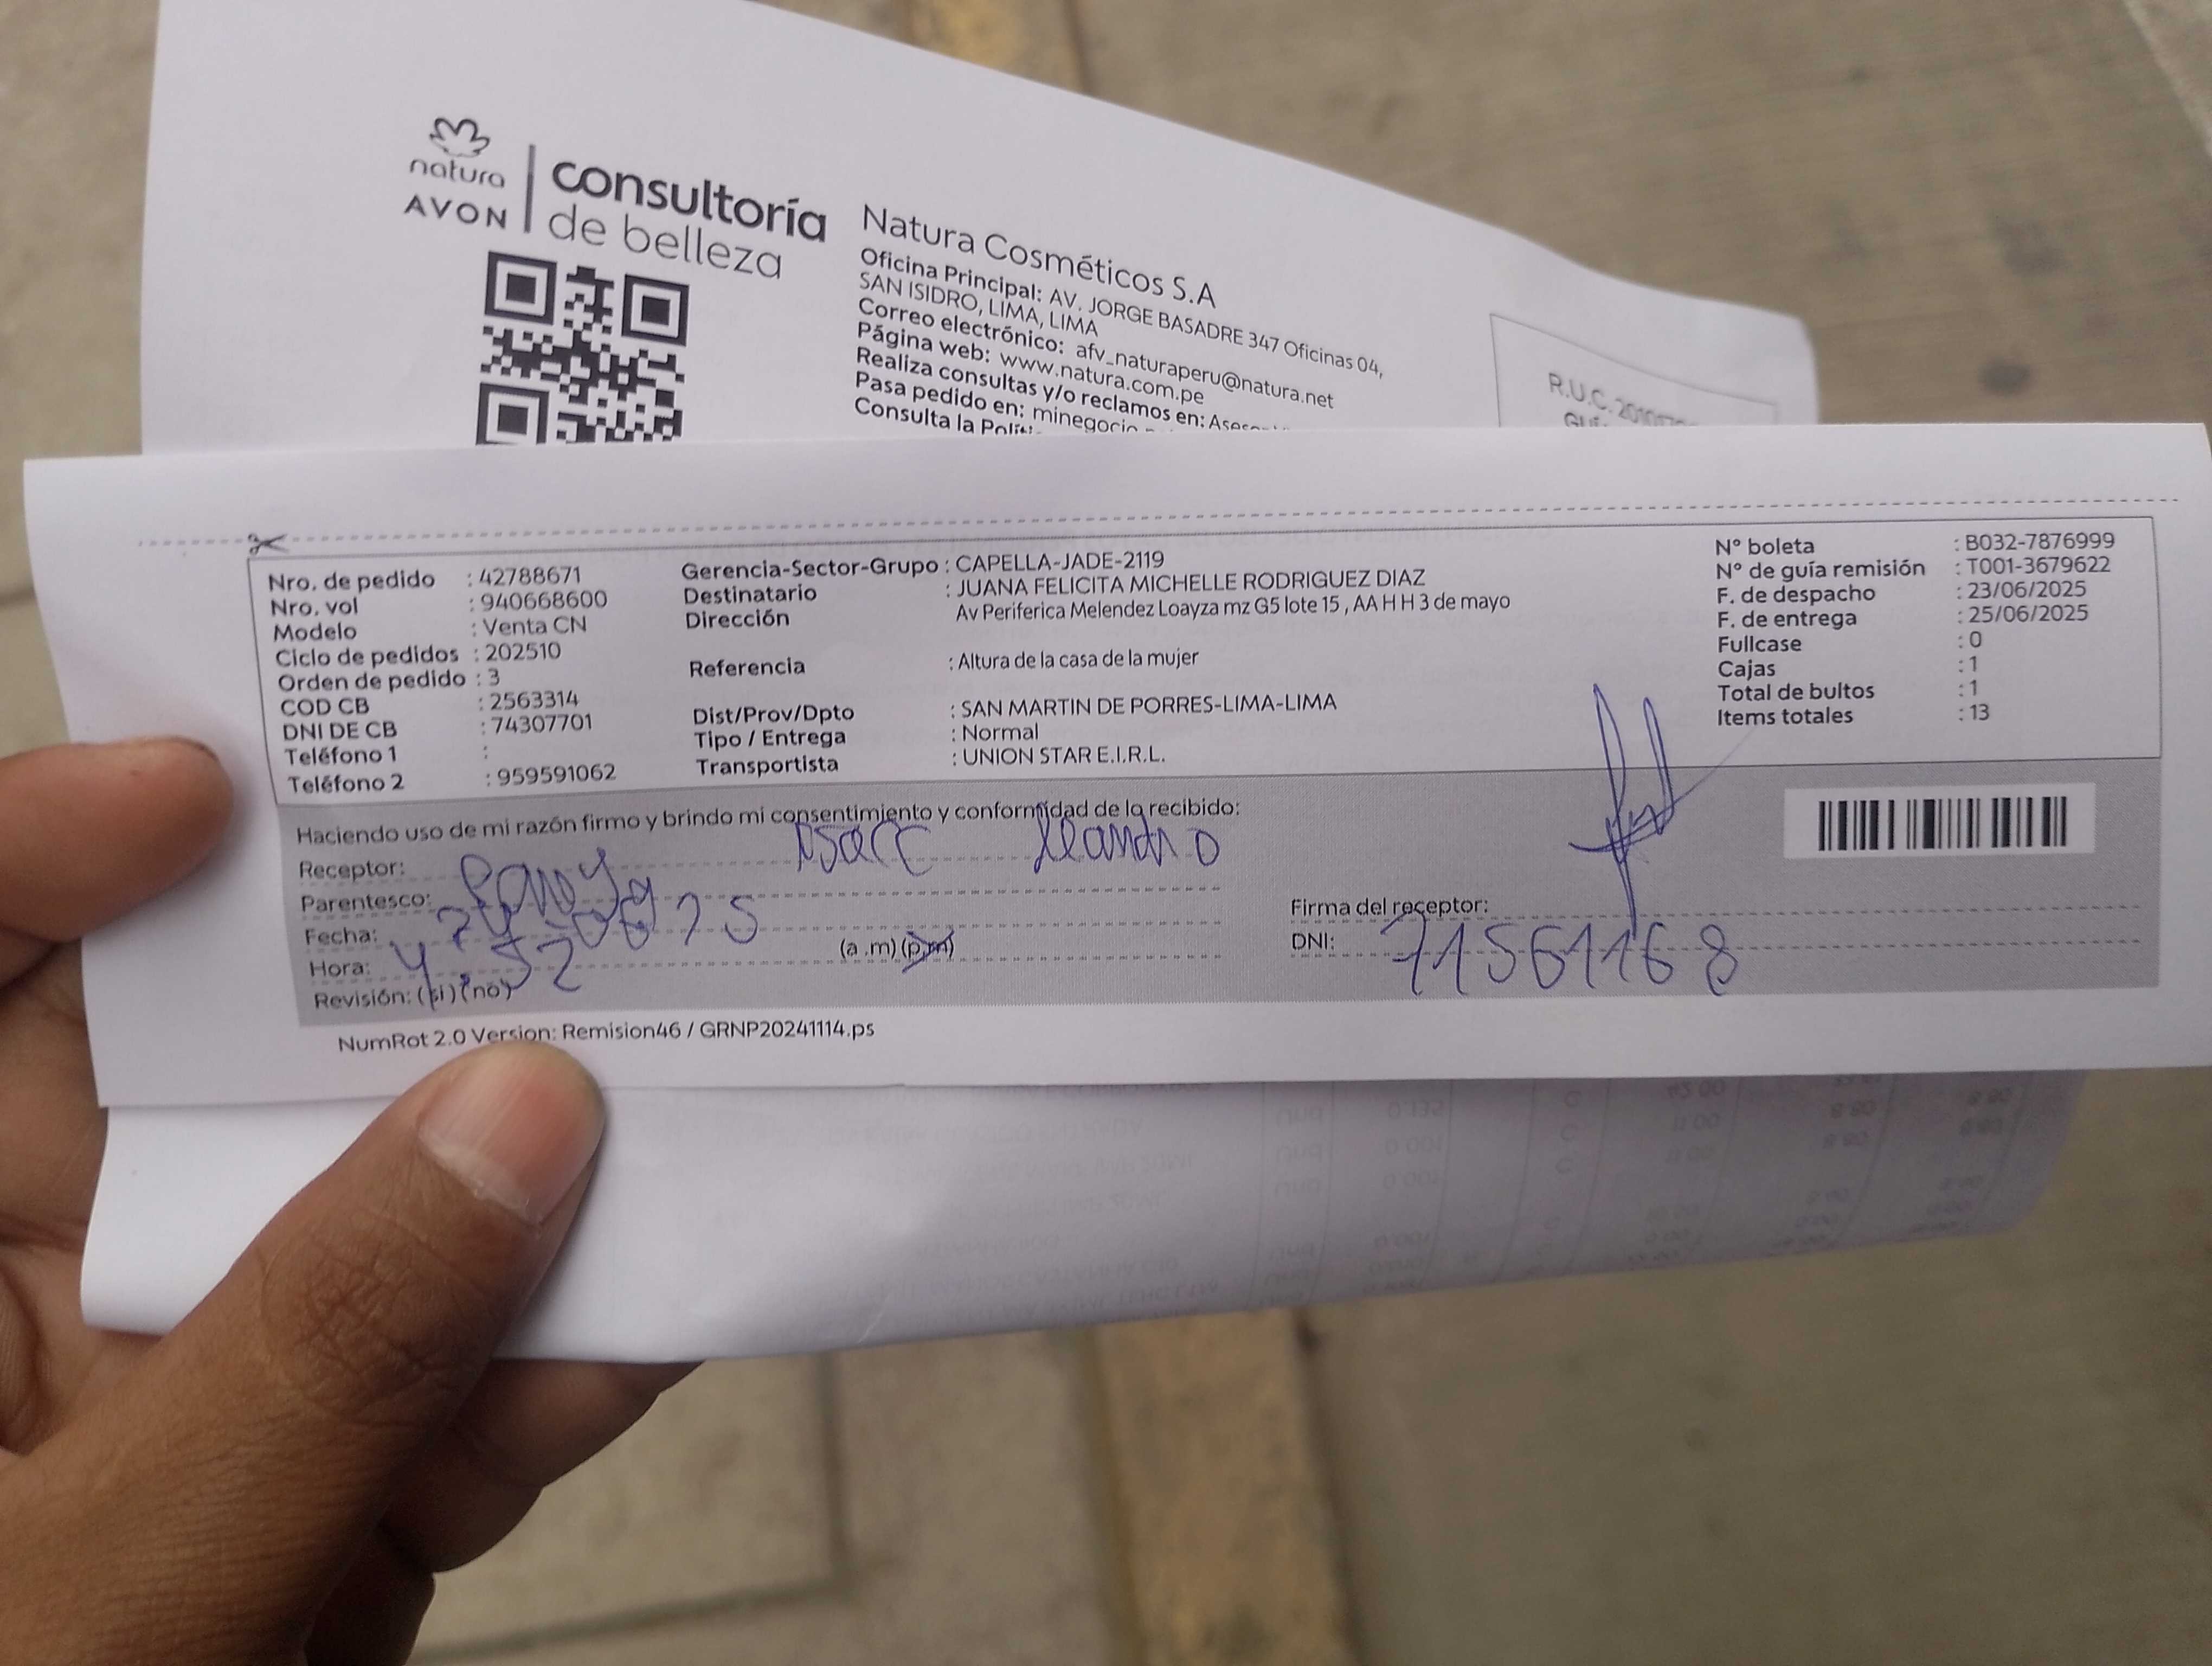 natura
AVON
consultoría
de belleza
Natura Cosméticos S.A
Oficina Principal: AV. JORGE BASADRE 347 Oficinas 04,
SAN ISIDRO, LIMA, LIMA
Correo electrónico: afv_naturaperu@natura.net
Página web: www.natura.com.pe
Realiza consultas y/o reclamos en:
Pasa pedido en: minegocio
Consulta la
R.U.C.
Nro. de pedido : 42788671
Nro. vol : 940668600
Modelo : Venta CN
Ciclo de pedidos : 202510
Orden de pedido : 3
COD CB : 2563314
DNI DE CB : 74307701
Teléfono 1 :
Teléfono 2 : 959591062
Gerencia-Sector-Grupo : CAPELLA-JADE-2119
Destinatario : JUANA FELICITA MICHELLE RODRIGUEZ DIAZ
Dirección Av Periferica Melendez Loayza mz G5 lote 15 , AA H H 3 de mayo
Referencia : Altura de la casa de la mujer
Dist/Prov/Dpto : SAN MARTIN DE PORRES-LIMA-LIMA
Tipo / Entrega : Normal
Transportista : UNION STAR E.I.R.L.
N° boleta : B032-7876999
N° de guía remisión : T001-3679622
F. de despacho : 23/06/2025
F. de entrega : 25/06/2025
Fullcase : 0
Cajas : 1
Total de bultos : 1
Items totales : 13
Haciendo uso de mi razón firmo y brindo mi consentimiento y conformidad de lo recibido:
Receptor: Isacc leandro
Parentesco:
Fecha:
Hora: 4:52 (a .m) (p.m)
Revisión: (si) (no)
Firma del receptor:
DNI: 71561168
NumRot 2.0 Version: Remision46 / GRNP20241114.ps